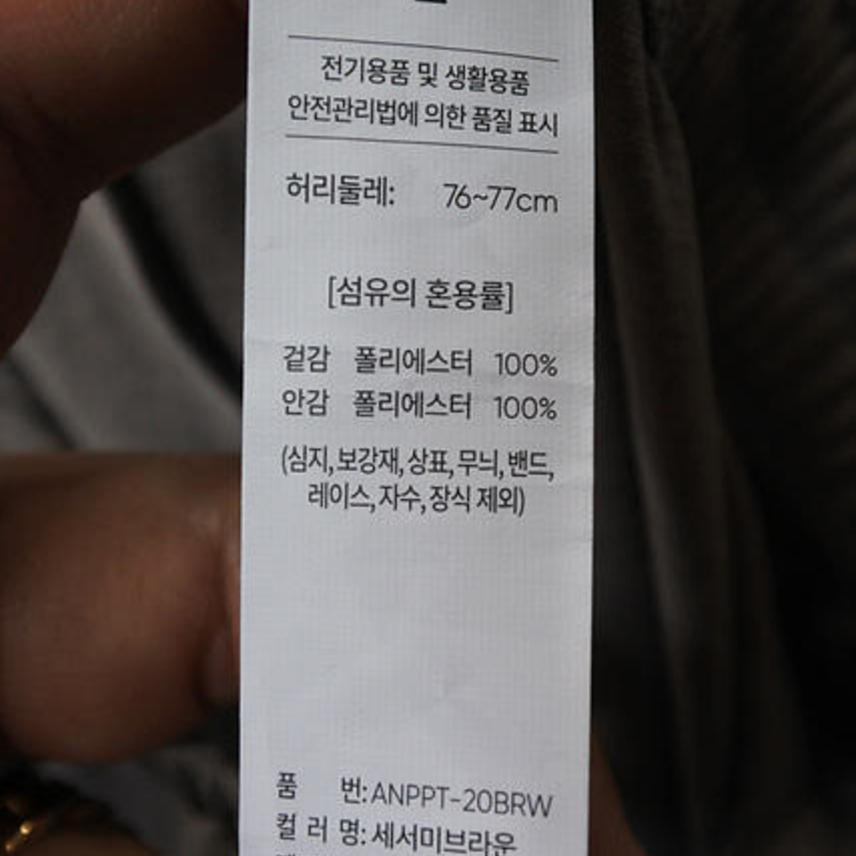 전기용품 및 생활용품
안전관리법에 의한 품질 표시
허리둘레: 76~77cm
[섬유의 혼용률]
겉감 폴리에스터 100%
안감 폴리에스터 100%
(심지, 보강재, 상표, 무늬, 밴드,
레이스, 자수, 장식 제외)
품 번: ANPPT-20BRW
컬 러 명: 세서미브라운